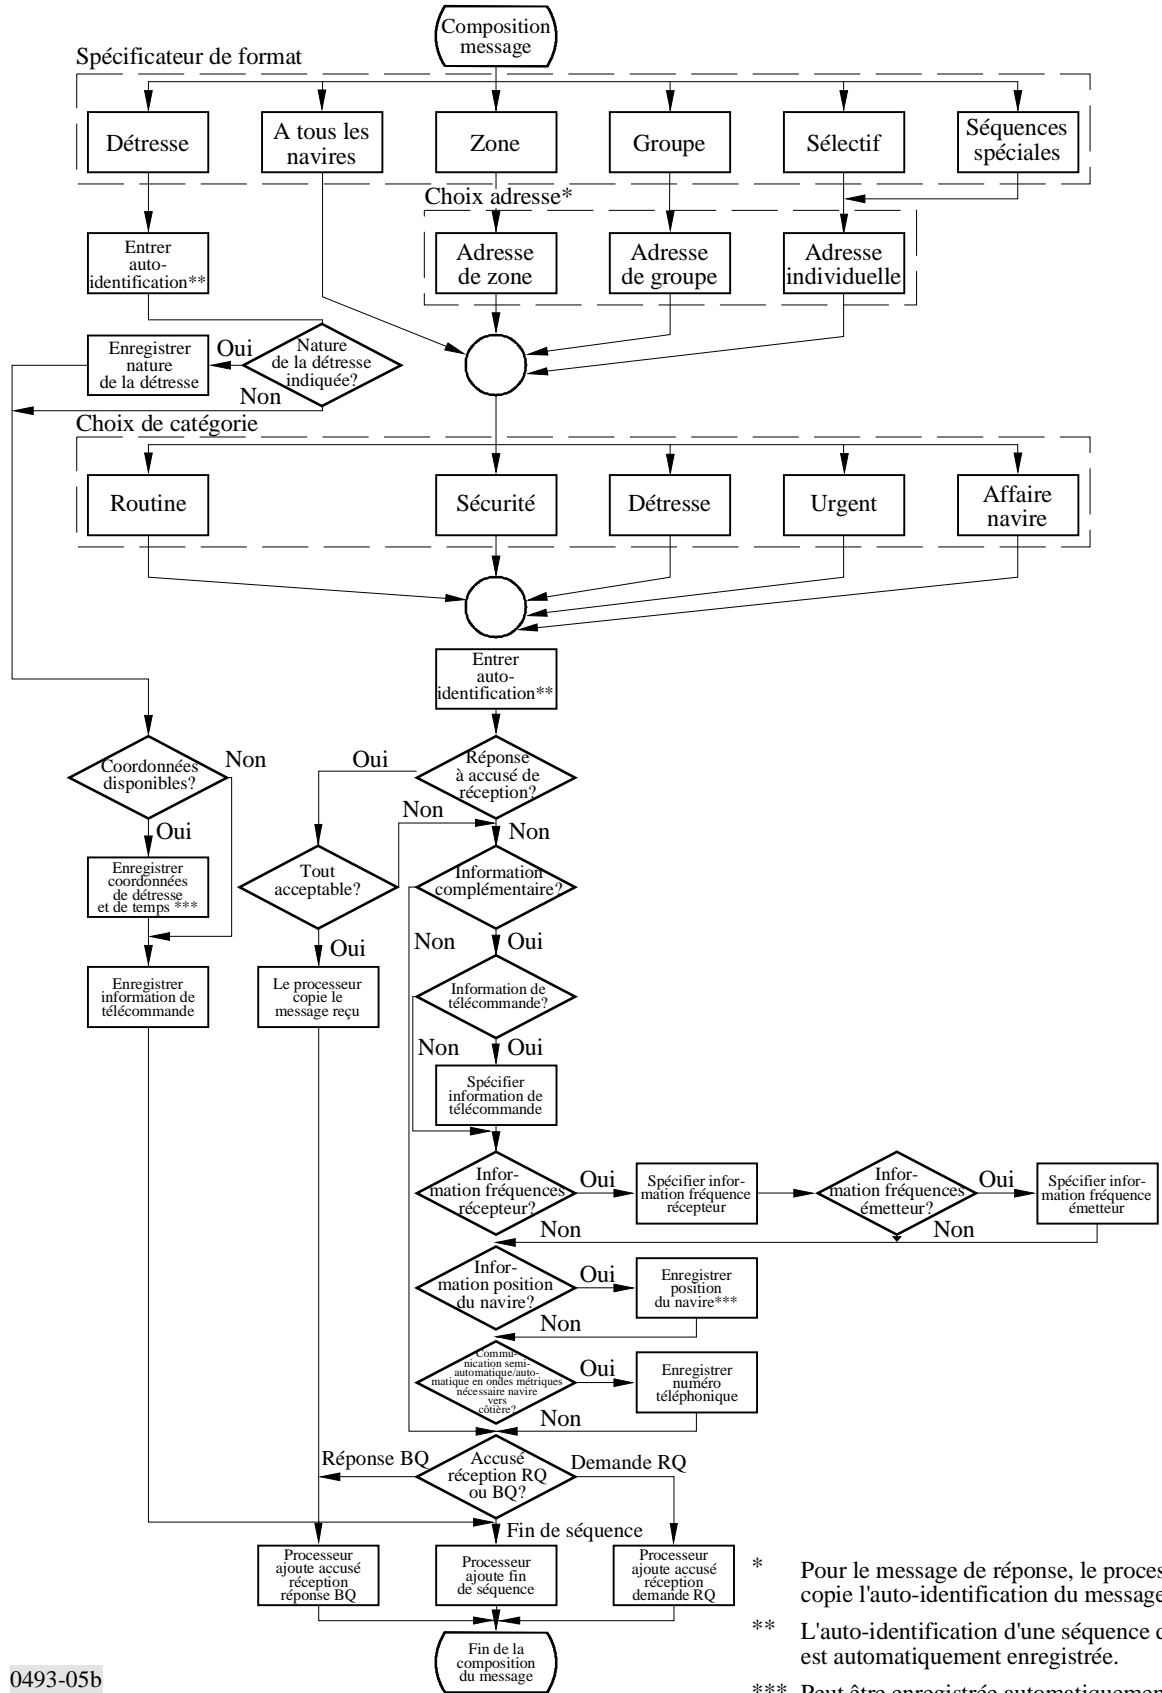 Composition
message
Spécificateur de format
Détresse
A tous les
navires
Zone
Groupe
Sélectif
Séquences
spéciales
Choix adresse*
Entrer
auto-
identification**
Adresse
de zone
Adresse
de groupe
Adresse
individuelle
Enregistrer
nature
de la détresse
Oui
Nature
de la détresse
indiquée?
Non
Choix de catégorie
Routine
Sécurité
Détresse
Urgent
Affaire
navire
Entrer
auto-
identification**
Coordonnées
disponibles?
Non
Oui
Réponse
à accusé de
réception?
Oui
Non
Non
Enregistrer
coordonnées
de détresse
et de temps ***
Tout
acceptable?
Information
complémentaire?
Oui
Non
Oui
Enregistrer
information de
télécommande
Le processeur
copie le
message reçu
Information de
télécommande?
Non
Oui
Spécifier
information de
télécommande
Infor-
mation fréquences
récepteur?
Oui
Spécifier infor-
mation fréquence
récepteur
Infor-
mation fréquences
émetteur?
Oui
Spécifier infor-
mation fréquence
émetteur
Non
Non
Infor-
mation position
du navire?
Oui
Enregistrer
position
du navire***
Non
Commu-
nication semi-
automatique/auto-
matique en ondes métriques
nécessaire navire
vers
côtière?
Oui
Enregistrer
numéro
téléphonique
Non
Réponse BQ
Accusé
réception RQ
ou BQ?
Demande RQ
Fin de séquence
Processeur
ajoute accusé
réception
réponse BQ
Processeur
ajoute fin
de séquence
Processeur
ajoute accusé
réception
demande RQ
* Pour le message de réponse, le proces
copie l'auto-identification du message
** L'auto-identification d'une séquence d
est automatiquement enregistrée.
*** Peut être enregistrée automatiquemen
Fin de la
composition
du message
0493-05b